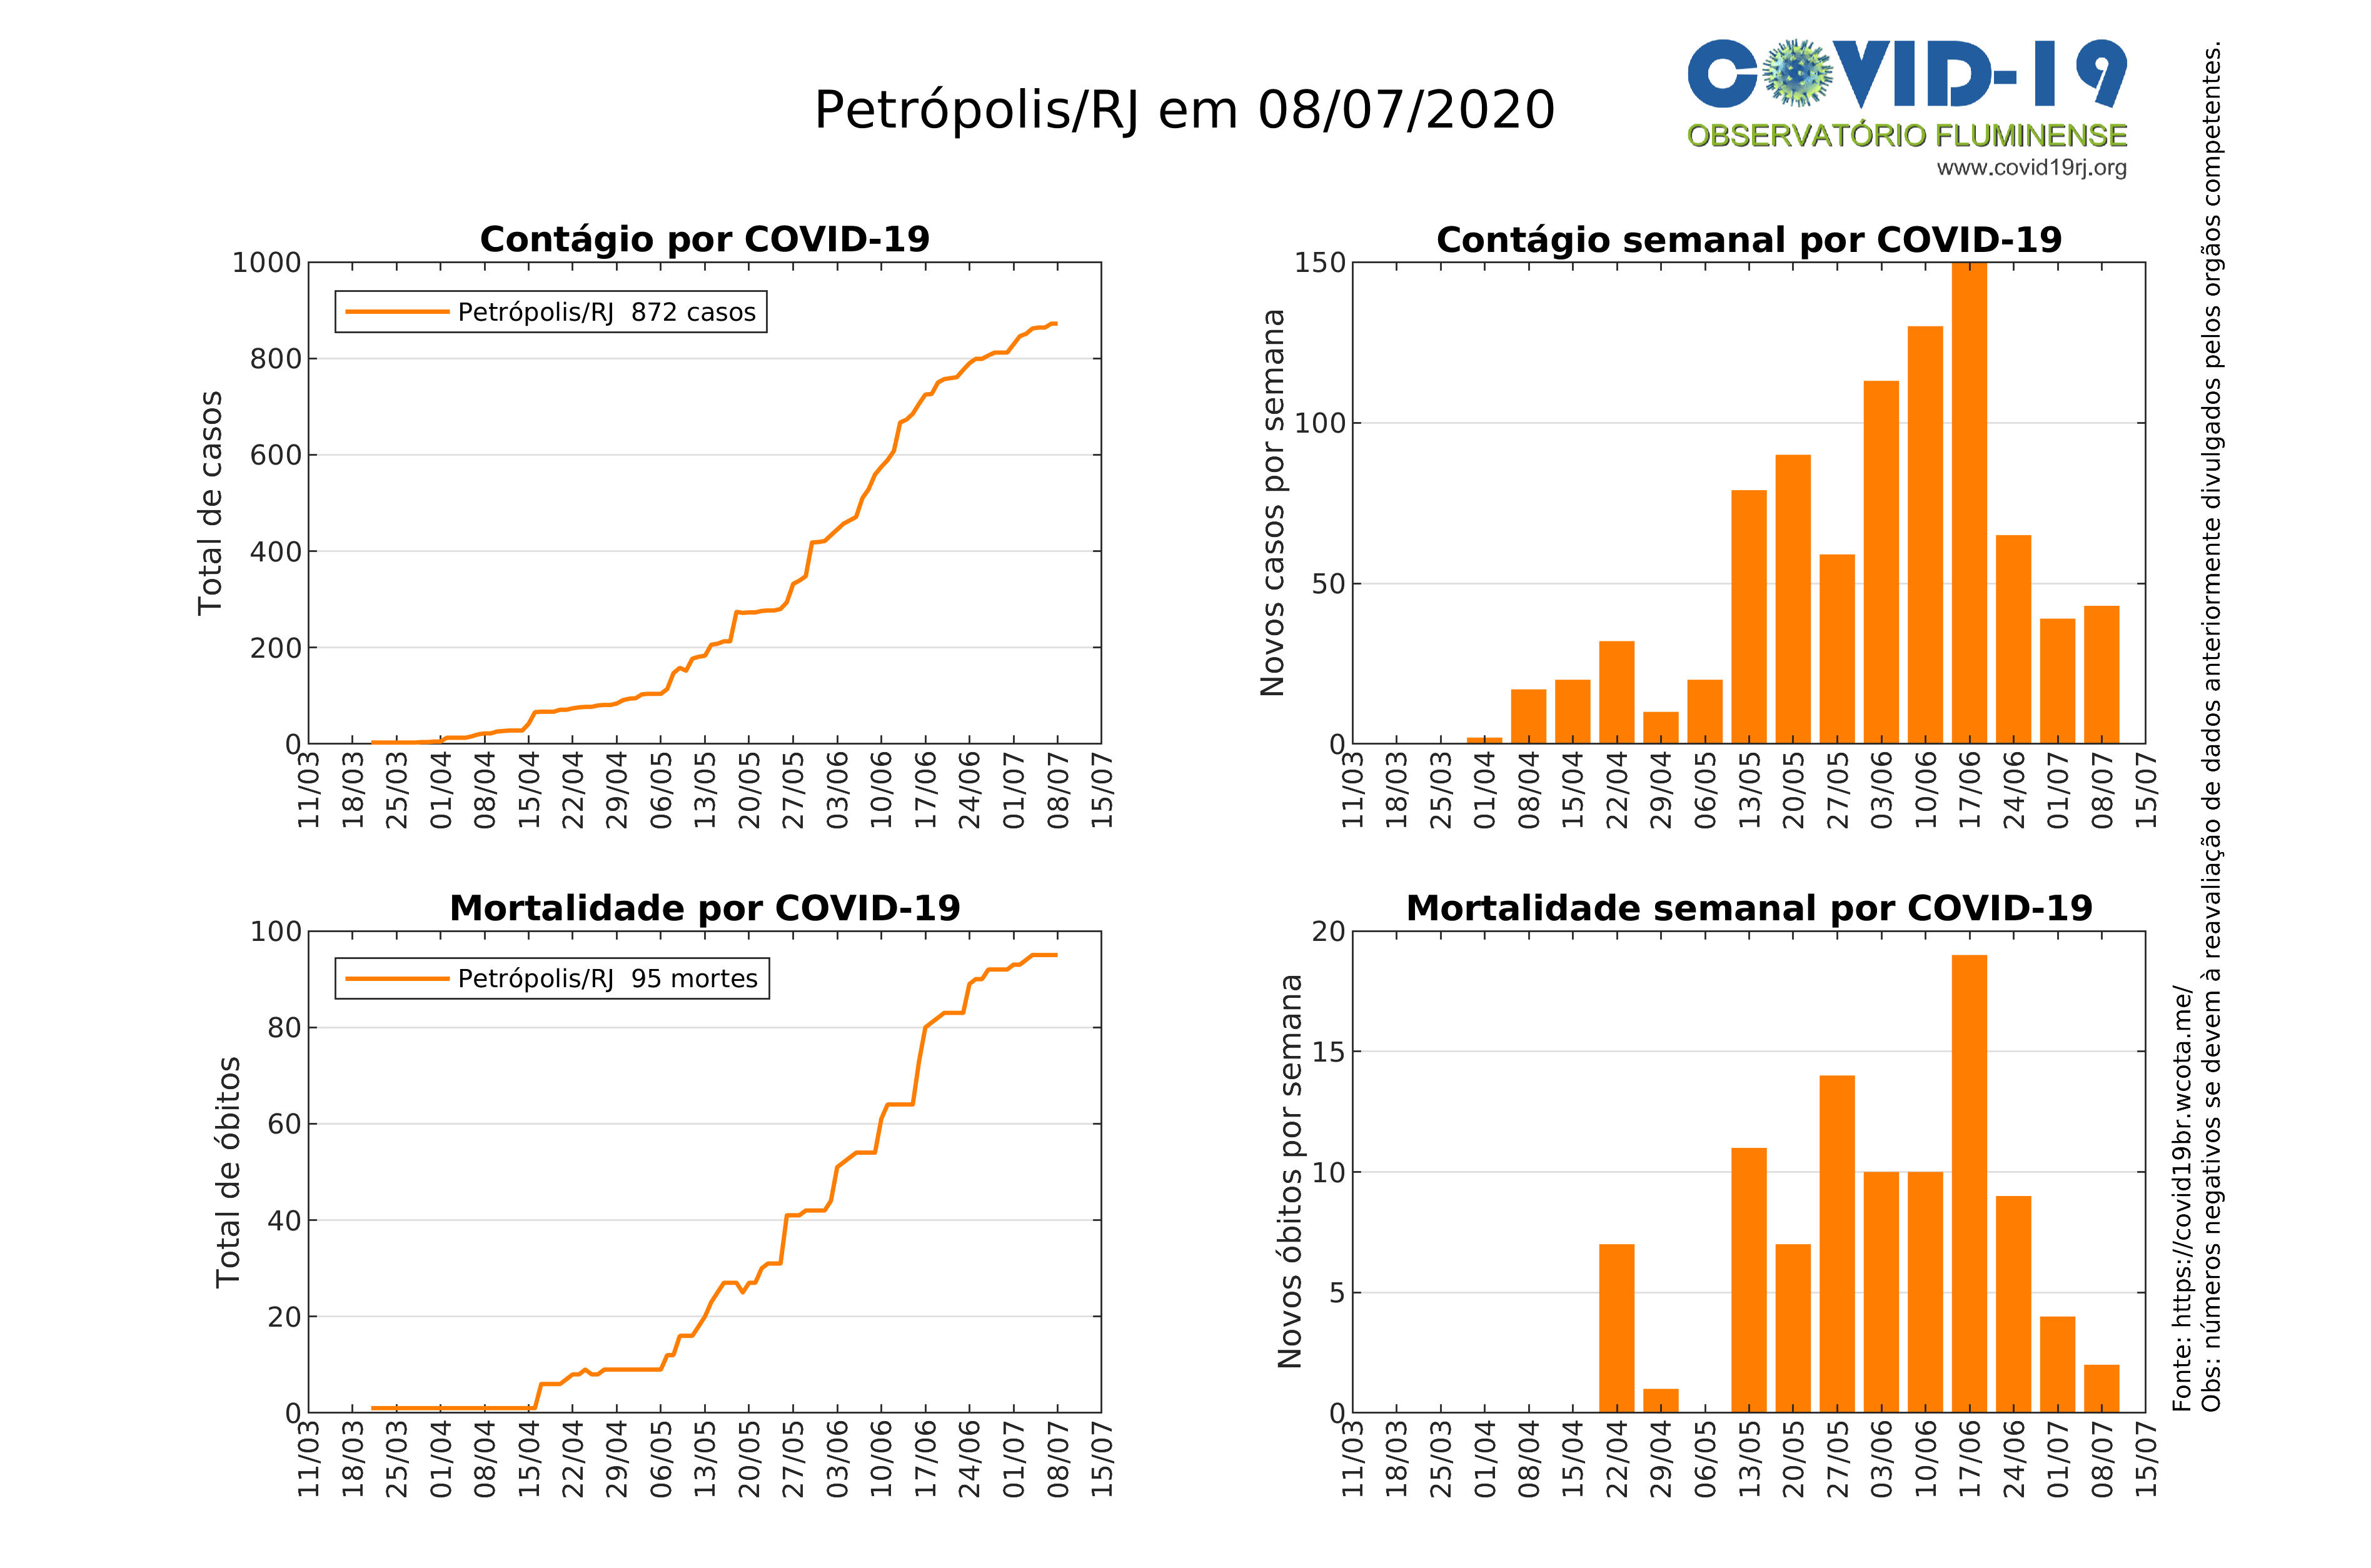 Petrópolis/RJ em 08/07/2020
COVID-19
OBSERVATÓRIO FLUMINENSE
www.covid19rj.org
Contágio por COVID-19
Total de casos
1000
800
600
400
200
0
Petrópolis/RJ 872 casos
11/03 18/03 25/03 01/04 08/04 15/04 22/04 29/04 06/05 13/05 20/05 27/05 03/06 10/06 17/06 24/06 01/07 08/07 15/07
Contágio semanal por COVID-19
Novos casos por semana
150
100
50
0
11/03 18/03 25/03 01/04 08/04 15/04 22/04 29/04 06/05 13/05 20/05 27/05 03/06 10/06 17/06 24/06 01/07 08/07 15/07
Mortalidade por COVID-19
Total de óbitos
100
80
60
40
20
0
Petrópolis/RJ 95 mortes
11/03 18/03 25/03 01/04 08/04 15/04 22/04 29/04 06/05 13/05 20/05 27/05 03/06 10/06 17/06 24/06 01/07 08/07 15/07
Mortalidade semanal por COVID-19
Novos óbitos por semana
20
15
10
5
0
11/03 18/03 25/03 01/04 08/04 15/04 22/04 29/04 06/05 13/05 20/05 27/05 03/06 10/06 17/06 24/06 01/07 08/07 15/07
Fonte: https://covid19br.wcota.me/
Obs: números negativos se devem à reavaliação de dados anteriormente divulgados pelos orgãos competentes.